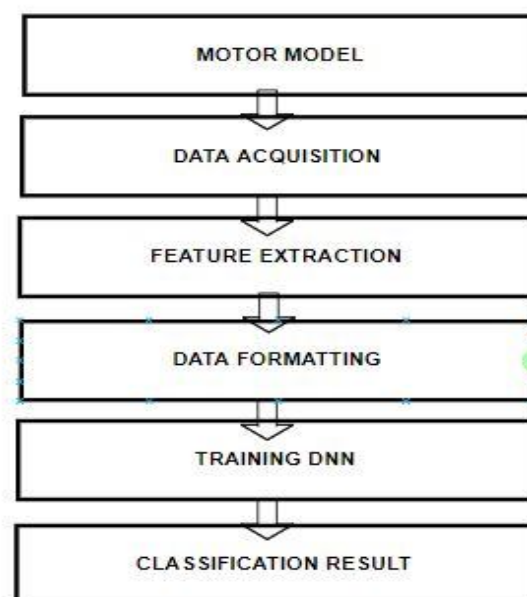 MOTOR MODEL
DATA ACQUISITION
FEATURE EXTRACTION
DATA FORMATTING
TRAINING DNN
CLASSIFICATION RESULT